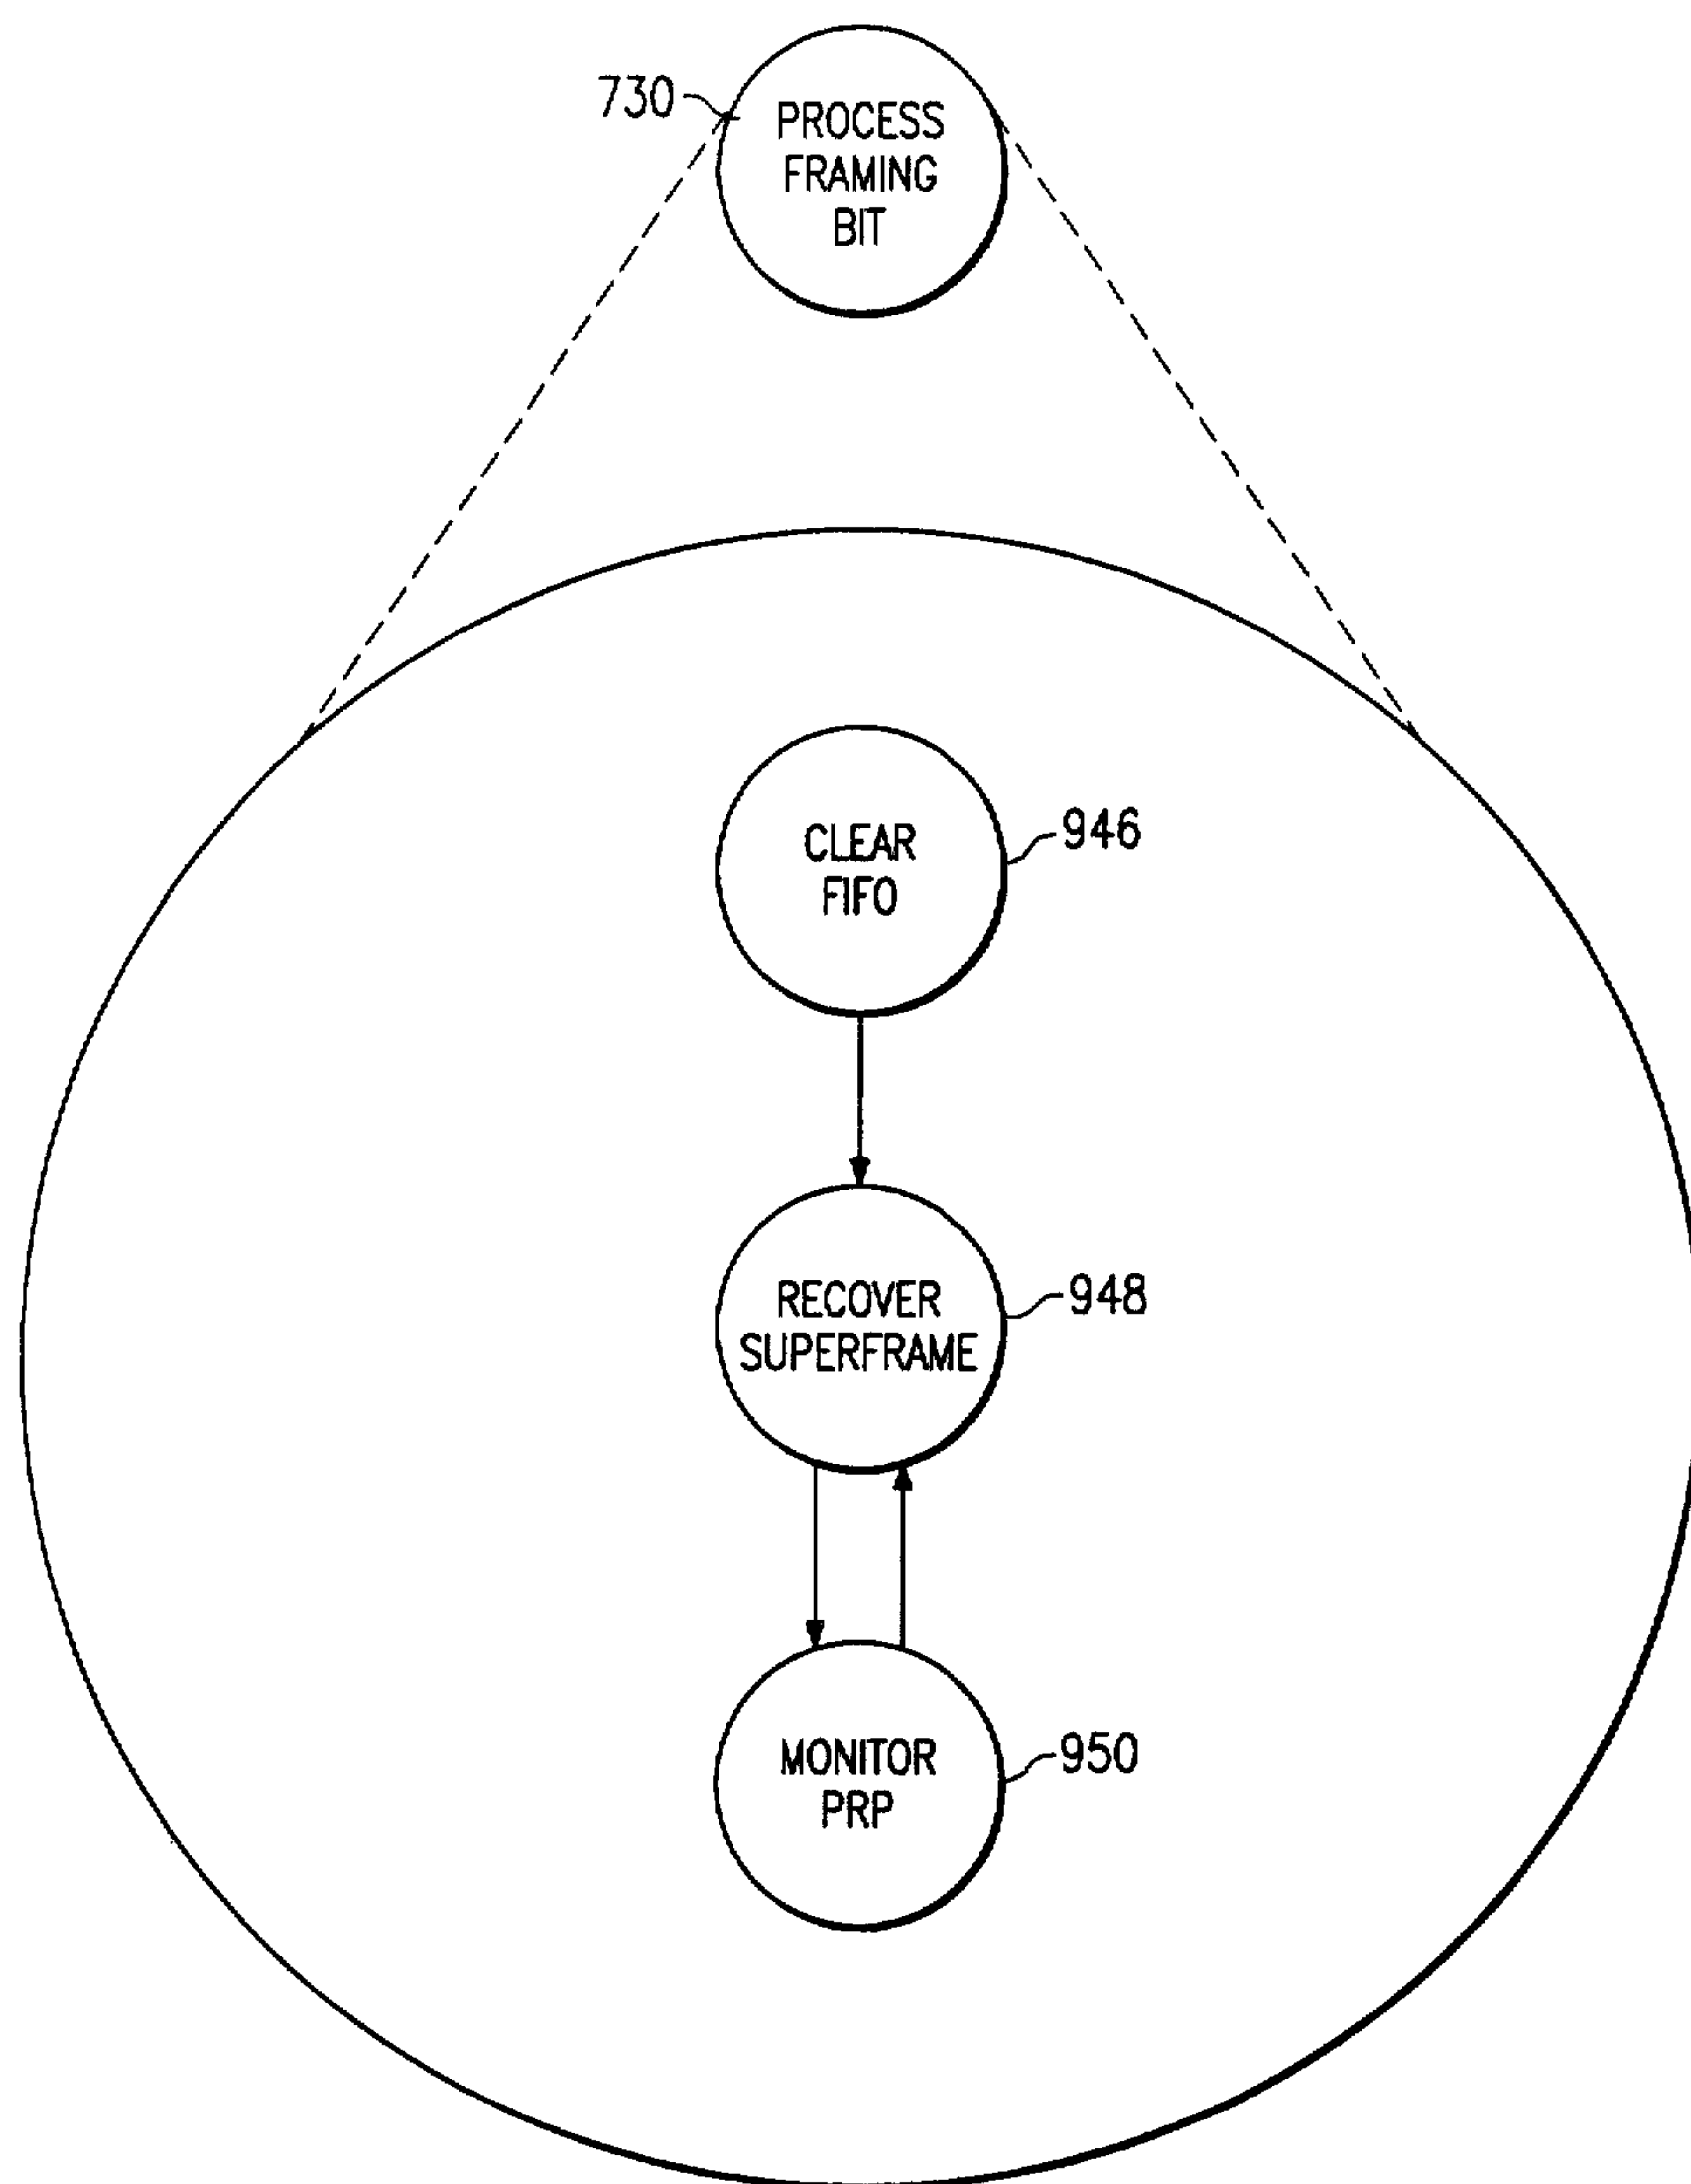 730
PROCESS
FRAMING
BIT
CLEAR
FIFO
946
RECOVER
SUPERFRAME
948
MONITOR
PRP
950